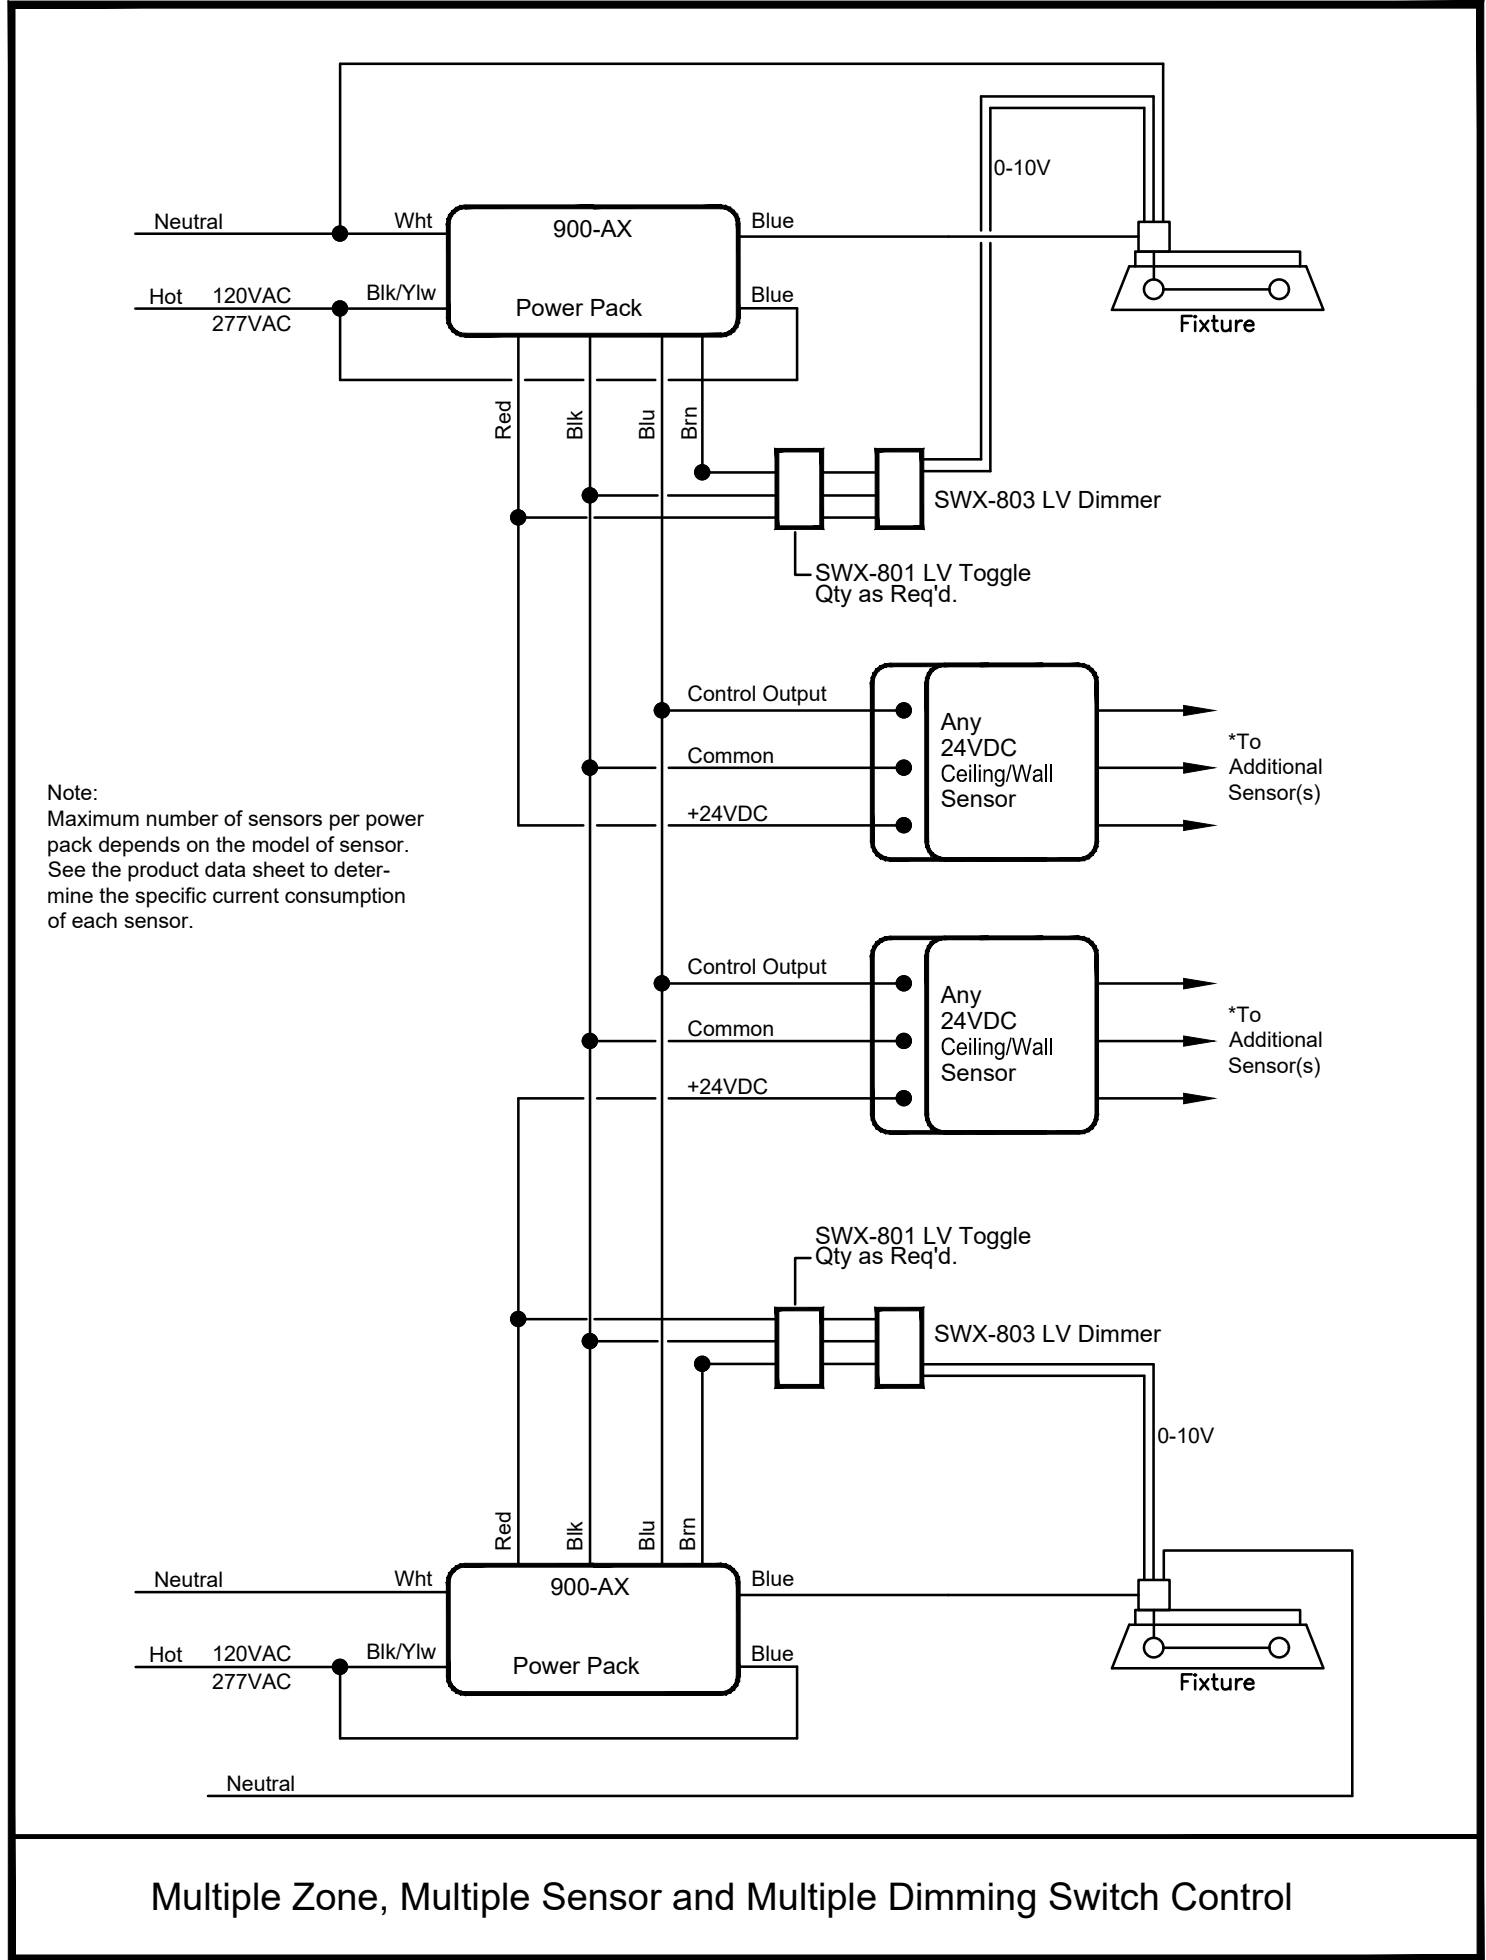 0-10V
Neutral
Wht
900-AX
Blue
Hot
120VAC
277VAC
Blk/Ylw
Power Pack
Blue
Fixture
Red
Blk
Blu
Brn
SWX-803 LV Dimmer
SWX-801 LV Toggle
Qty as Req'd.
Control Output
Common
+24VDC
Any
24VDC
Ceiling/Wall
Sensor
*To
Additional
Sensor(s)
Note:
Maximum number of sensors per power
pack depends on the model of sensor.
See the product data sheet to deter-
mine the specific current consumption
of each sensor.
Control Output
Common
+24VDC
Any
24VDC
Ceiling/Wall
Sensor
*To
Additional
Sensor(s)
SWX-801 LV Toggle
Qty as Req'd.
SWX-803 LV Dimmer
0-10V
Red
Blk
Blu
Brn
Neutral
Wht
900-AX
Blue
Hot
120VAC
277VAC
Blk/Ylw
Power Pack
Blue
Fixture
Neutral
Multiple Zone, Multiple Sensor and Multiple Dimming Switch Control